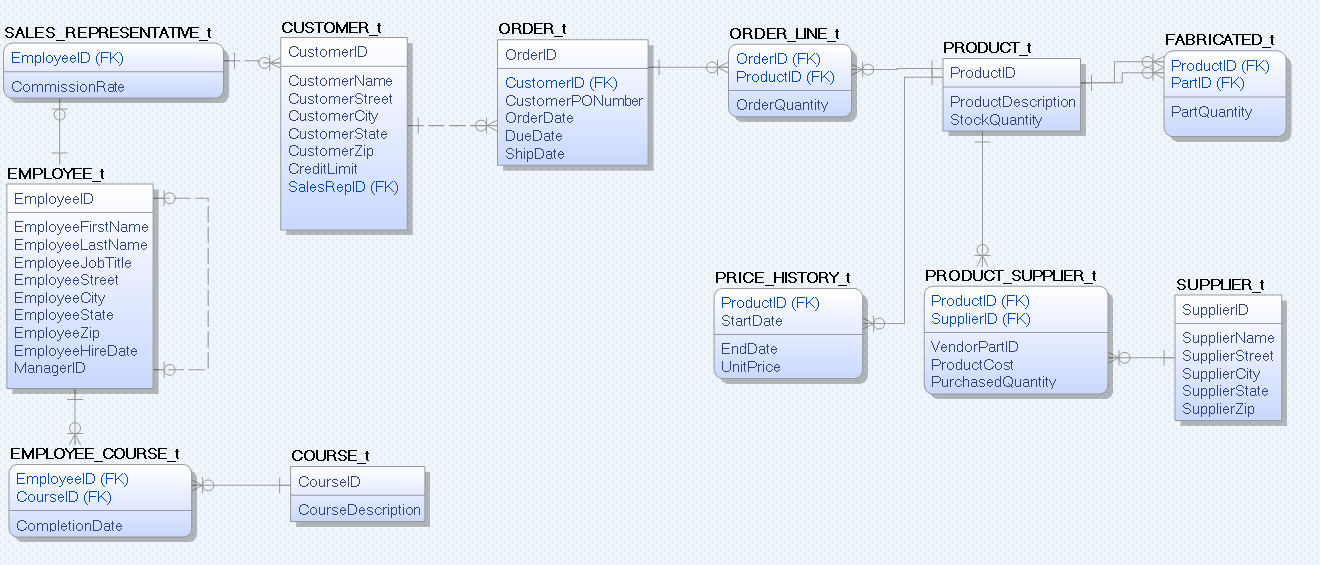 SALES_REPRESENTATIVE_t
EmployeeID (FK)
CommissionRate
CUSTOMER_t
CustomerID
CustomerName
CustomerStreet
CustomerCity
CustomerState
CustomerZip
CreditLimit
SalesRepID (FK)
ORDER_t
OrderID
CustomerID (FK)
CustomerPONumber
OrderDate
DueDate
ShipDate
ORDER_LINE_t
OrderID (FK)
ProductID (FK)
OrderQuantity
PRODUCT_t
ProductID
ProductDescription
StockQuantity
FABRICATED_t
ProductID (FK)
PartID (FK)
PartQuantity
EMPLOYEE_t
EmployeeID
EmployeeFirstName
EmployeeLastName
EmployeeJobTitle
EmployeeStreet
EmployeeCity
EmployeeState
EmployeeZip
EmployeeHireDate
ManagerID
PRICE_HISTORY_t
ProductID (FK)
StartDate
EndDate
UnitPrice
PRODUCT_SUPPLIER_t
ProductID (FK)
SupplierID (FK)
VendorPartID
ProductCost
PurchasedQuantity
SUPPLIER_t
SupplierID
SupplierName
SupplierStreet
SupplierCity
SupplierState
SupplierZip
EMPLOYEE_COURSE_t
EmployeeID (FK)
CourseID (FK)
CompletionDate
COURSE_t
CourseID
CourseDescription